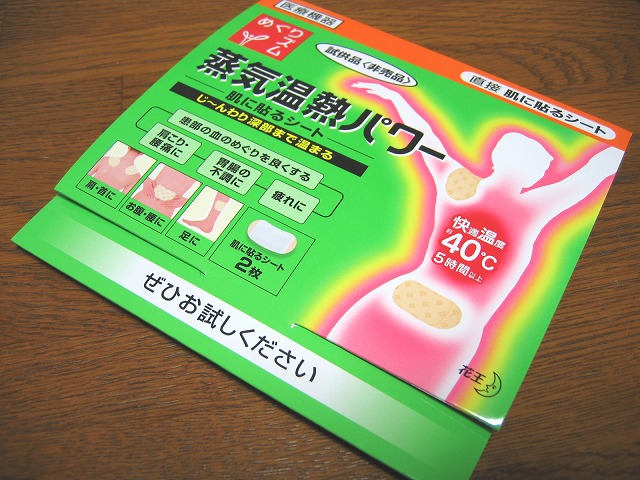 医療機器
めぐりズム
試供品〈非売品〉
直接 肌に貼るシート
蒸気温熱パワー
肌に貼るシート
じ〜んわり深部まで温まる
患部の血のめぐりを良くする
肩こり・
腰痛に
胃腸の
不調に
疲れに
肩・首に
お腹・腰に
足に
肌に貼るシート
2枚
快適温度
約40℃
5時間以上
ぜひお試しください
花王